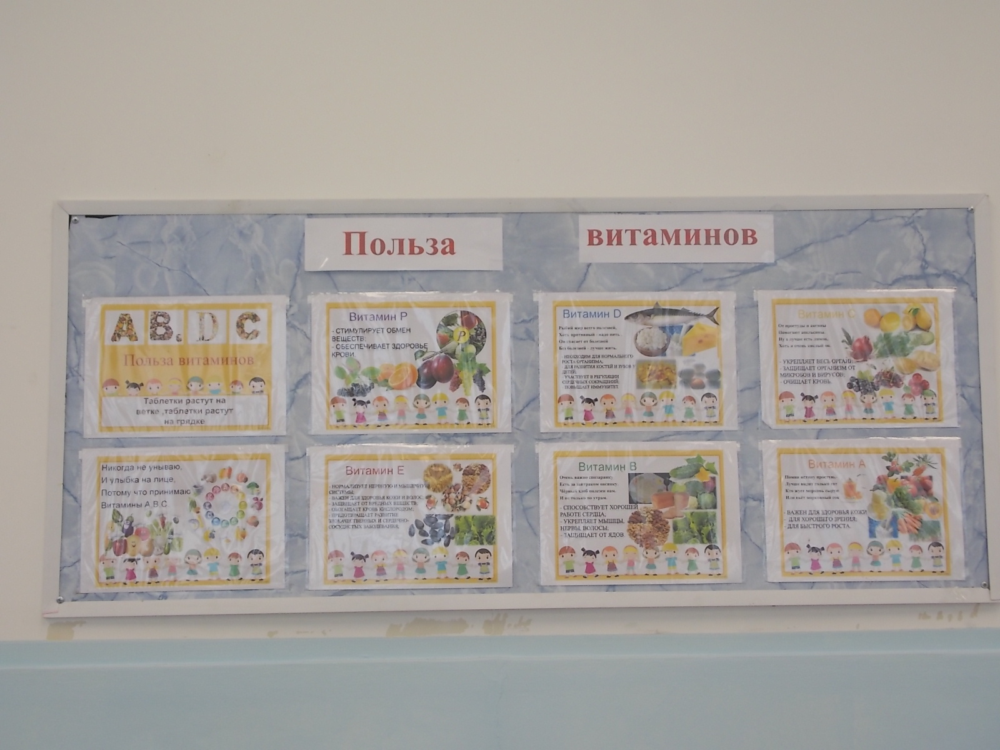 Польза
витаминов
A B. D C
Польза витаминов
Таблетки растут на
ветке ,таблетки растут
на грядке
Витамин Р
- СТИМУЛИРУЕТ ОБМЕН
ВЕЩЕСТВ;
- ОБЕСПЕЧИВАЕТ ЗДОРОВЬЕ
КРОВИ.
P
Витамин D
Рыбий жир всего полезней,
Хоть противный - надо пить.
Он спасает от болезней
Без болезней - лучше жить.
- НЕОБХОДИМ ДЛЯ НОРМАЛЬНОГО
РОСТА ОРГАНИЗМА,
- ДЛЯ РАЗВИТИЯ КОСТЕЙ И ЗУБОВ У
ДЕТЕЙ.
- УЧАСТВУЕТ В РЕГУЛЯЦИИ
СЕРДЕЧНЫХ СОКРАЩЕНИЙ;
- ПОВЫШАЕТ ИММУНИТЕТ.
Витамин С
От простуды и ангины
Помогают апельсины.
Ну а лучше есть лимон,
Хоть и очень кислый он.
- УКРЕПЛЯЕТ ВЕСЬ
- ЗАЩИЩАЕТ ОРГАНИЗМ ОТ
МИКРОБОВ И ВИРУСОВ;
- ОЧИЩАЕТ КРОВЬ.
Никогда не унываю,
И улыбка на лице,
Потому что принимаю
Витамины А,В,С.
Витамин Е
- НОРМАЛИЗУЕТ НЕРВНУЮ И МЫШЕЧНУЮ
СИСТЕМЫ;
- ВАЖЕН ДЛЯ ЗДОРОВЬЯ КОЖИ И ВОЛОС;
- ЗАЩИЩАЕТ ОТ ВРЕДНЫХ ВЕЩЕСТВ;
- ОБОГАЩАЕТ КРОВЬ КИСЛОРОДОМ;
- ПРЕДОТВРАЩАЕТ РАЗВИТИЕ
ЗЛОКАЧЕСТВЕННЫХ И СЕРДЕЧНО-
СОСУДИСТЫХ ЗАБОЛЕВАНИЯ;
Витамин В
Очень важно спозаранку
Есть за завтраком овсянку.
Чёрный хлеб полезен нам.
И не только по утрам.
- СПОСОБСТВУЕТ ХОРОШЕЙ
РАБОТЕ СЕРДЦА;
- УКРЕПЛЯЕТ МЫШЦЫ,
НЕРВЫ, ВОЛОСЫ;
- ЗАЩИЩАЕТ ОТ ЯДОВ.
Витамин А
Помни истину простую,
Лучше видит только тот
Кто жует морковь сырую
Или пьёт морковный сок
- ВАЖЕН ДЛЯ ЗДОРОВЬЯ КОЖИ
- ДЛЯ ХОРОШЕГО ЗРЕНИЯ;
- ДЛЯ БЫСТРОГО РОСТА.